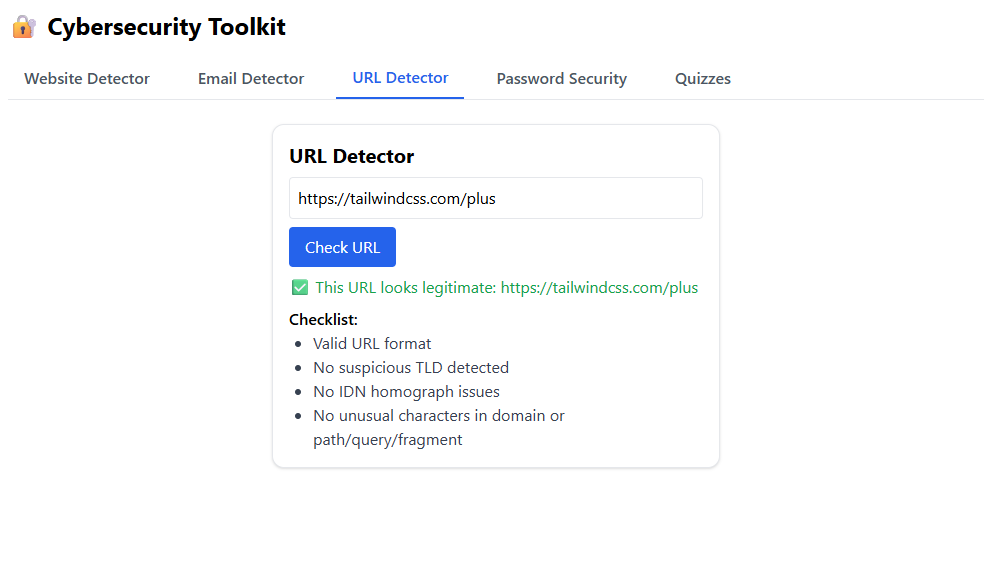 Cybersecurity Toolkit
Website Detector Email Detector URL Detector Password Security Quizzes
URL Detector
https://tailwindcss.com/plus
Check URL
This URL looks legitimate: https://tailwindcss.com/plus
Checklist:
Valid URL format
No suspicious TLD detected
No IDN homograph issues
No unusual characters in domain or
path/query/fragment